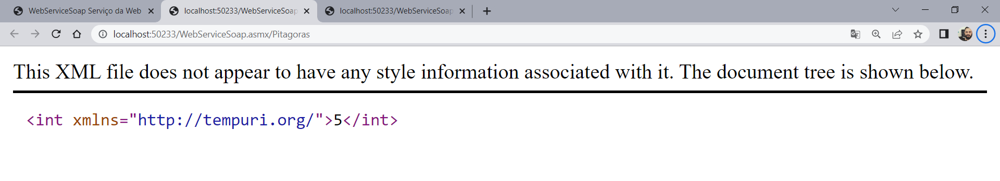 WebServiceSoap Serviço da Web
localhost:50233/WebServiceSoap
localhost:50233/WebServiceSoap
localhost:50233/WebServiceSoap.asmx/Pitagoras
This XML file does not appear to have any style information associated with it. The document tree is shown below.
<int xmlns="http://tempuri.org/">5</int>